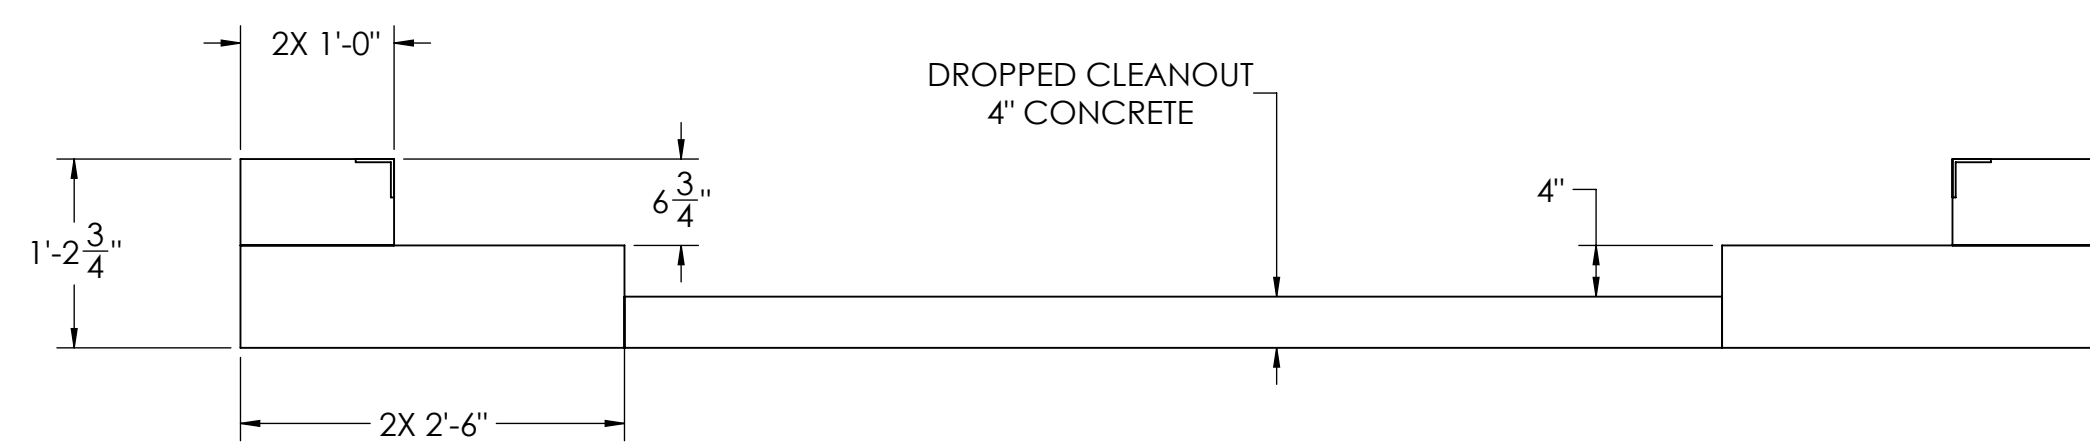 2X 1'-0"
DROPPED CLEANOUT
4" CONCRETE
6 3/4"
4"
1'-2 3/4"
2X 2'-6"